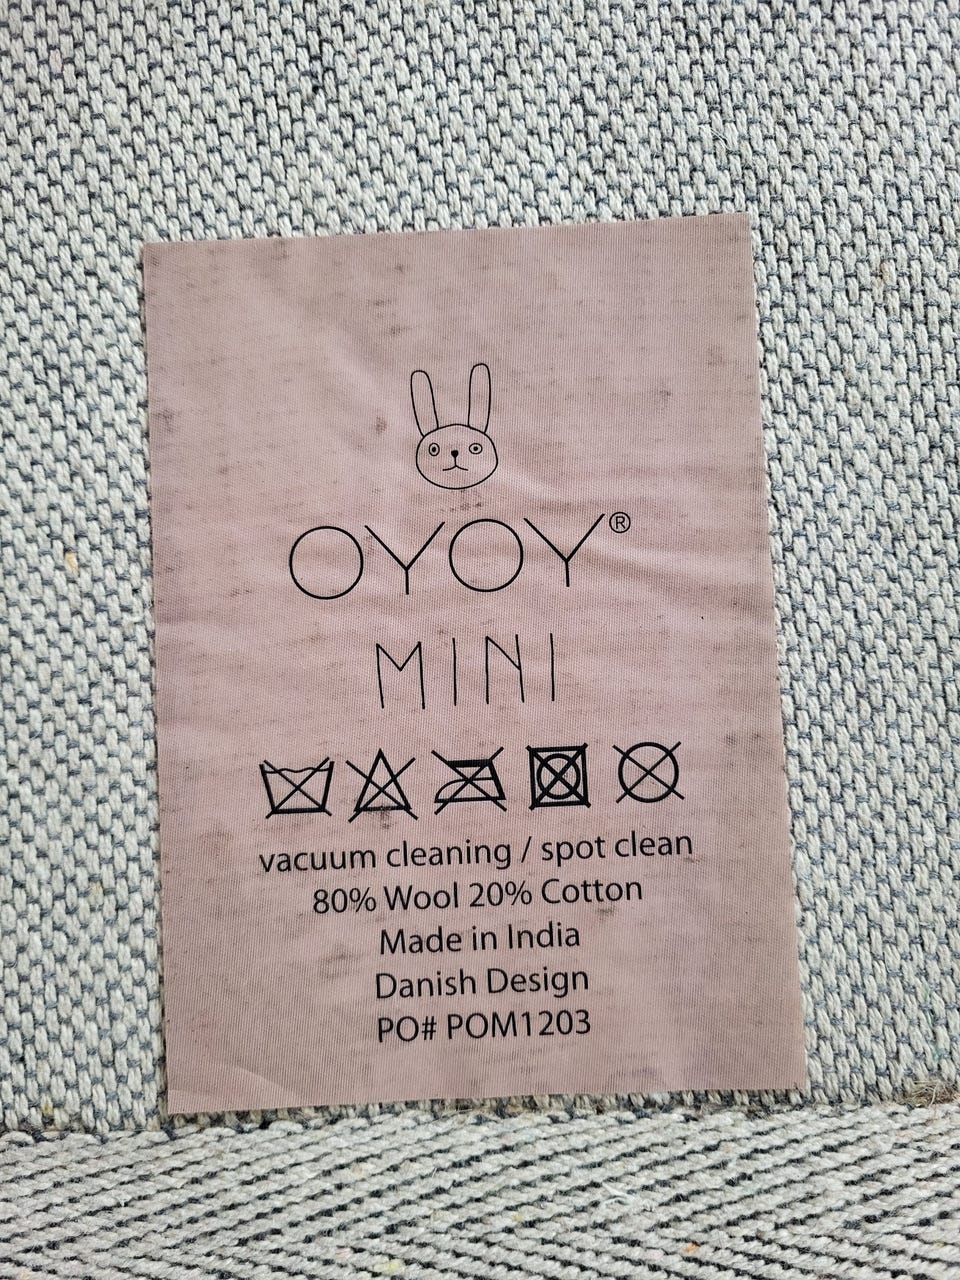 OYOY®
MINI
vacuum cleaning / spot clean
80% Wool 20% Cotton
Made in India
Danish Design
PO# POM1203